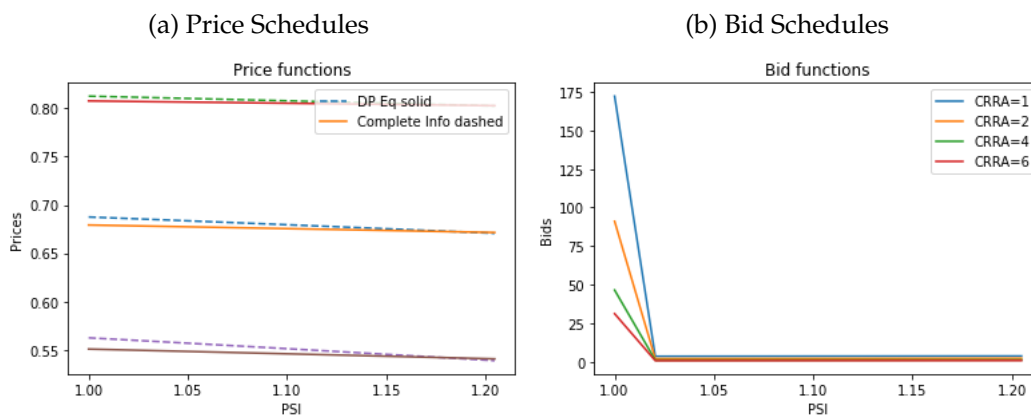 (a) Price Schedules
Price functions
DP Eq solid
Complete Info dashed
0.80
0.75
0.70
0.65
0.60
0.55
Prices
1.00 1.05 1.10 1.15 1.20
PSI
(b) Bid Schedules
Bid functions
CRRA=1
CRRA=2
CRRA=4
CRRA=6
175
150
125
100
75
50
25
0
Bids
1.00 1.05 1.10 1.15 1.20
PSI